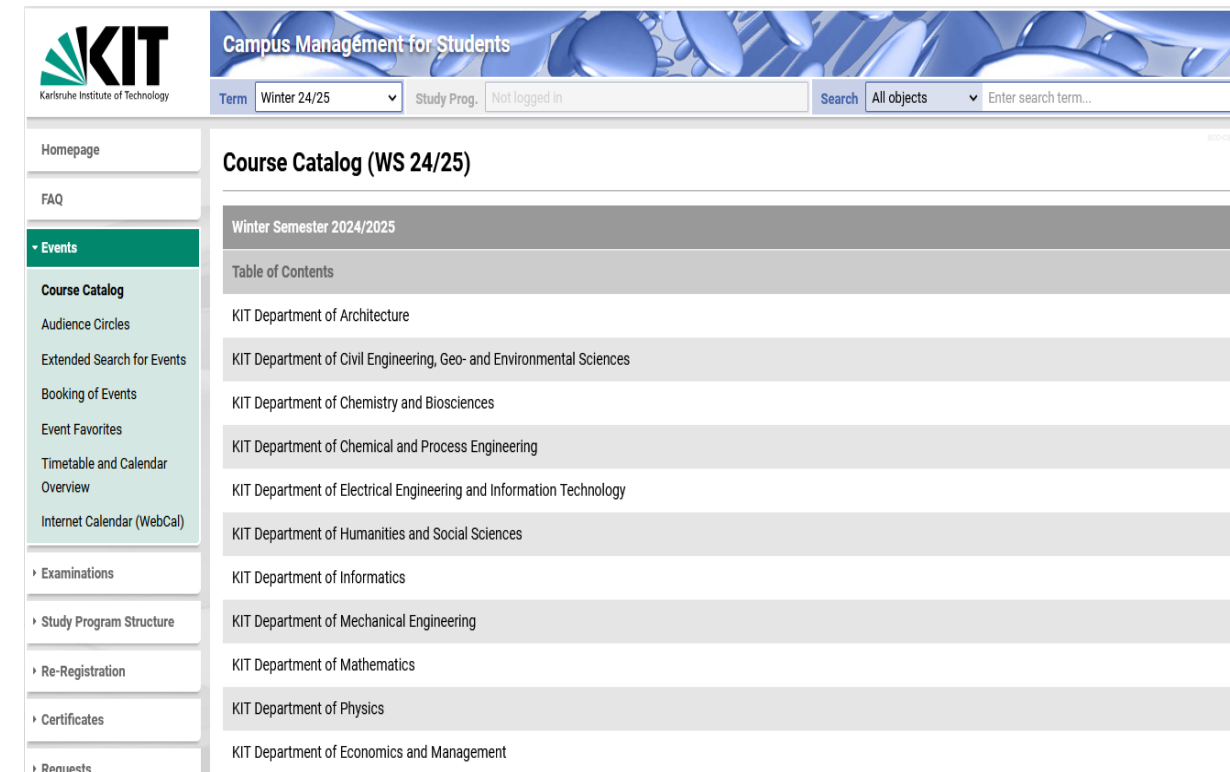 KIT
Karlsruhe Institute of Technology
Campus Management for Students
Term Winter 24/25 Study Prog. Not logged in Search All objects Enter search term...
Homepage
FAQ
Events
Course Catalog
Audience Circles
Extended Search for Events
Booking of Events
Event Favorites
Timetable and Calendar
Overview
Internet Calendar (WebCal)
Examinations
Study Program Structure
Re-Registration
Certificates
Requests
Course Catalog (WS 24/25)
Winter Semester 2024/2025
Table of Contents
KIT Department of Architecture
KIT Department of Civil Engineering, Geo- and Environmental Sciences
KIT Department of Chemistry and Biosciences
KIT Department of Chemical and Process Engineering
KIT Department of Electrical Engineering and Information Technology
KIT Department of Humanities and Social Sciences
KIT Department of Informatics
KIT Department of Mechanical Engineering
KIT Department of Mathematics
KIT Department of Physics
KIT Department of Economics and Management